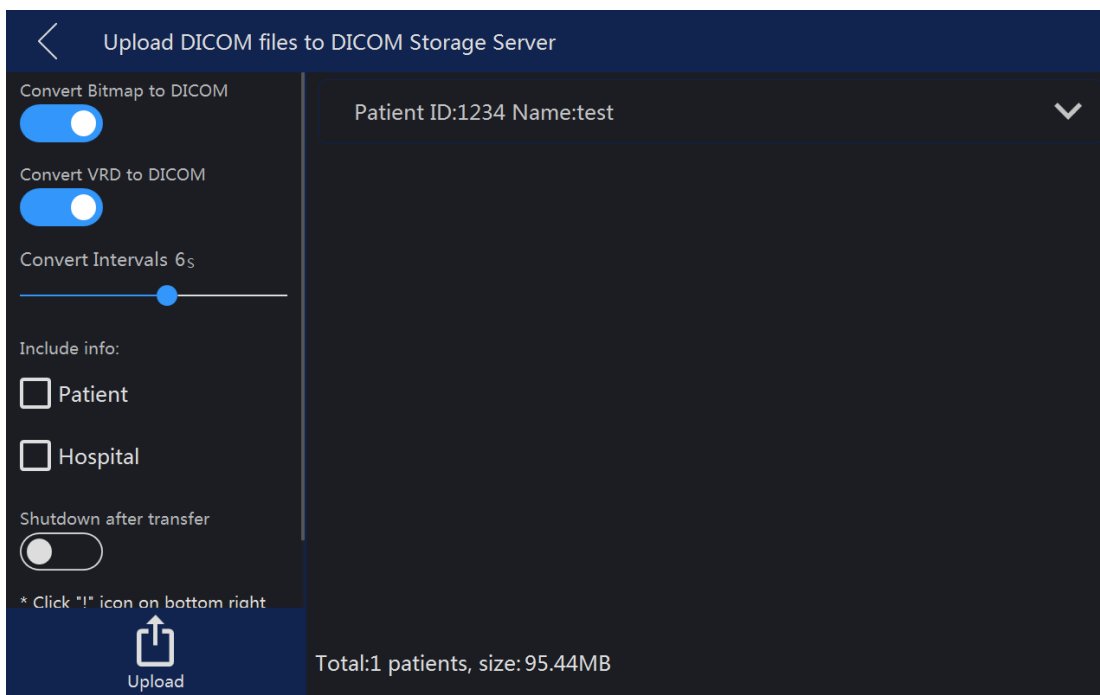 Upload DICOM files to DICOM Storage Server
Convert Bitmap to DICOM
Convert VRD to DICOM
Convert Intervals 6s
Include info:
Patient
Hospital
Shutdown after transfer
* Click "!" icon on bottom right
Upload
Patient ID:1234 Name:test
Total:1 patients, size: 95.44MB